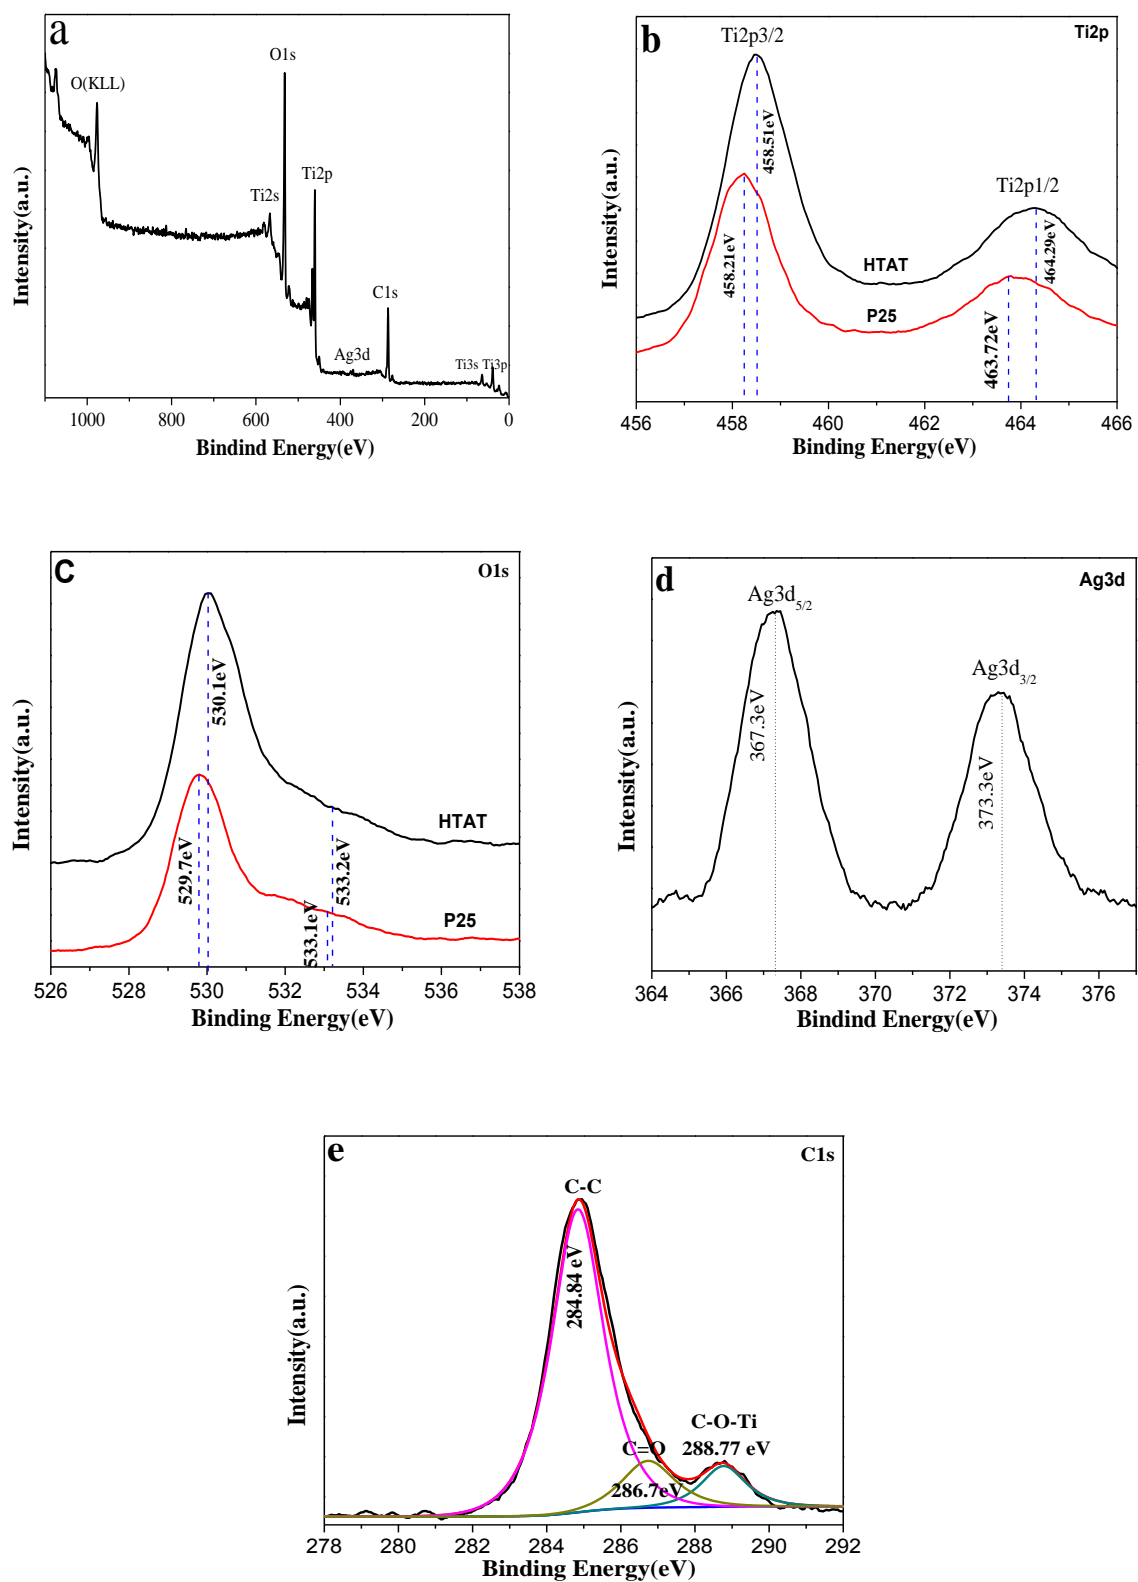 a
O(KLL)
O1s
Ti2s
Ti2p
C1s
Ag3d
Ti3s
Ti3p
Intensity(a.u.)
1000 800 600 400 200 0
Bindind Energy(eV)
b
Ti2p3/2
Ti2p
458.51eV
Ti2p1/2
458.21eV
HTAT
464.29eV
P25
463.72eV
Intensity(a.u.)
456 458 460 462 464 466
Binding Energy(eV)
C
O1s
530.1eV
HTAT
529.7eV
533.2eV
533.1eV
P25
Intensity(a.u.)
526 528 530 532 534 536 538
Binding Energy(eV)
d
Ag3d5/2
Ag3d
367.3eV
Ag3d3/2
373.3eV
Intensity(a.u.)
364 366 368 370 372 374 376
Bindind Energy(eV)
e
C1s
C-C
284.84 eV
C-O-Ti
C=O
288.77 eV
286.7eV
Intensity(a.u.)
278 280 282 284 286 288 290 292
Binding Energy(eV)